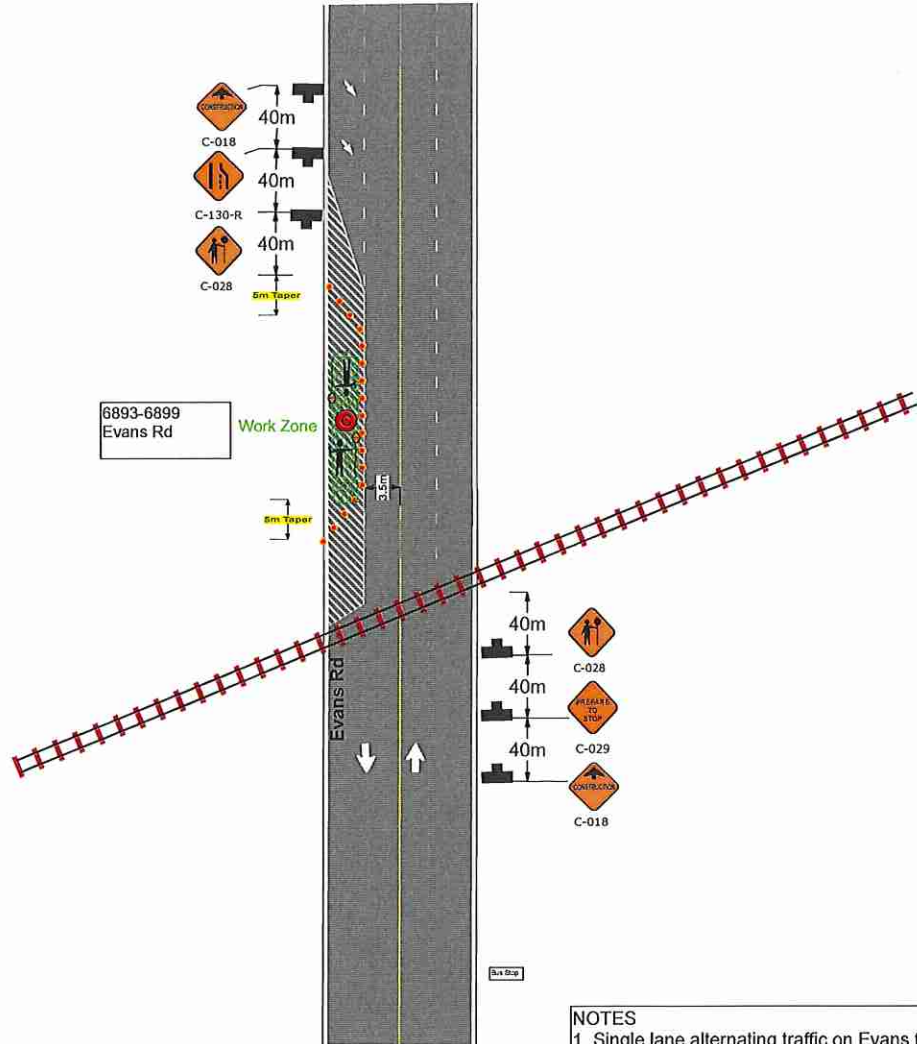 CONSTRUCTION
C-018
40m
C-130-R
40m
C-028
40m
5m Taper
6893-6899
Evans Rd
Work Zone
3.5m
5m Taper
Evans Rd
40m
C-028
40m
PREPARE
TO
STOP
C-029
40m
CONSTRUCTION
C-018
Bus Stop
NOTES
1. Single lane alternating traffic on Evans